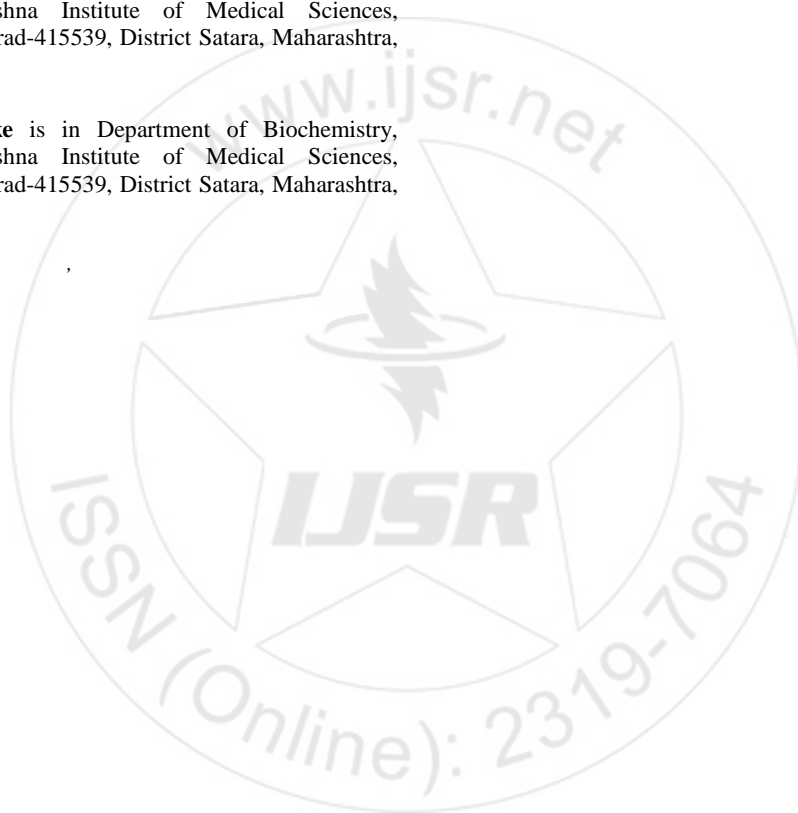 shna Institute of Medical Sciences,
rad-415539, District Satara, Maharashtra,
ke is in Department of Biochemistry,
shna Institute of Medical Sciences,
rad-415539, District Satara, Maharashtra,
,
www.ijsr.net
IJSR
ISSN (Online): 2319-7064